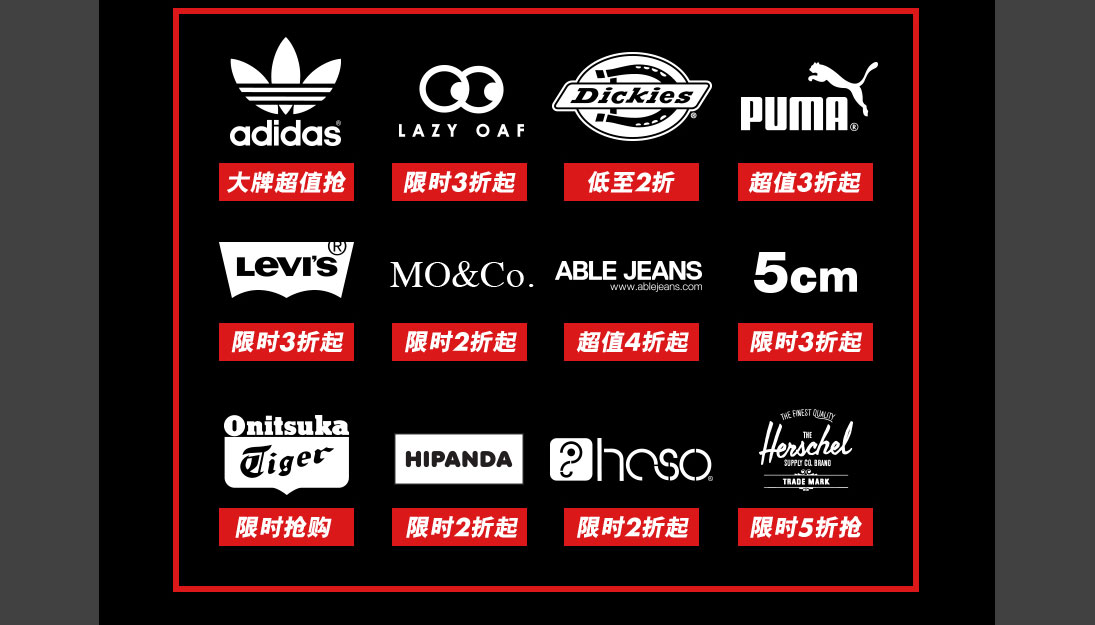 adidas®
LAZY OAF
Dickies®
PUMA®
大牌超值抢
限时3折起
低至2折
超值3折起
LEVI'S®
MO&Co.
ABLE JEANS
www.ablejeans.com
5cm
限时3折起
限时2折起
超值4折起
限时3折起
Onitsuka
Tiger
HIPANDA
haso®
THE FINEST QUALITY
THE
Herschel
SUPPLY CO. BRAND
TRADE MARK
限时抢购
限时2折起
限时2折起
限时5折抢